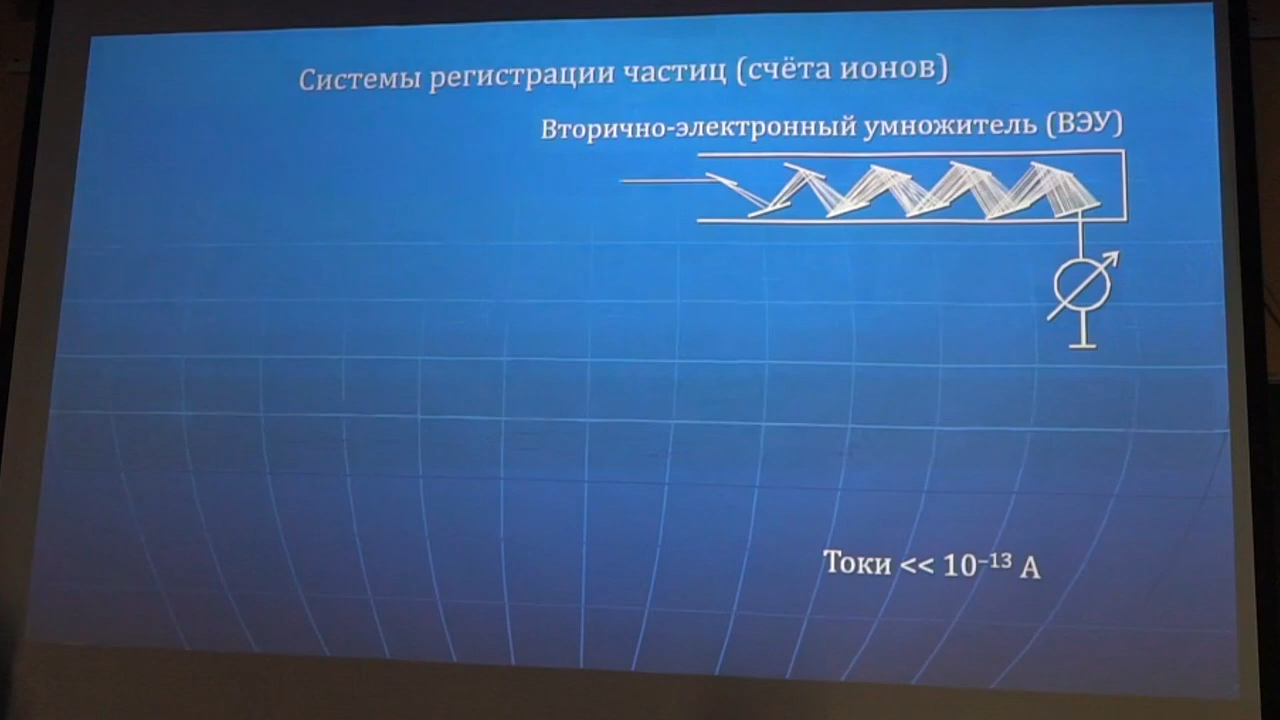 Системы регистрации частиц (счёта ионов)
Вторично-электронный умножитель (ВЭУ)
Токи << 10⁻¹³ А